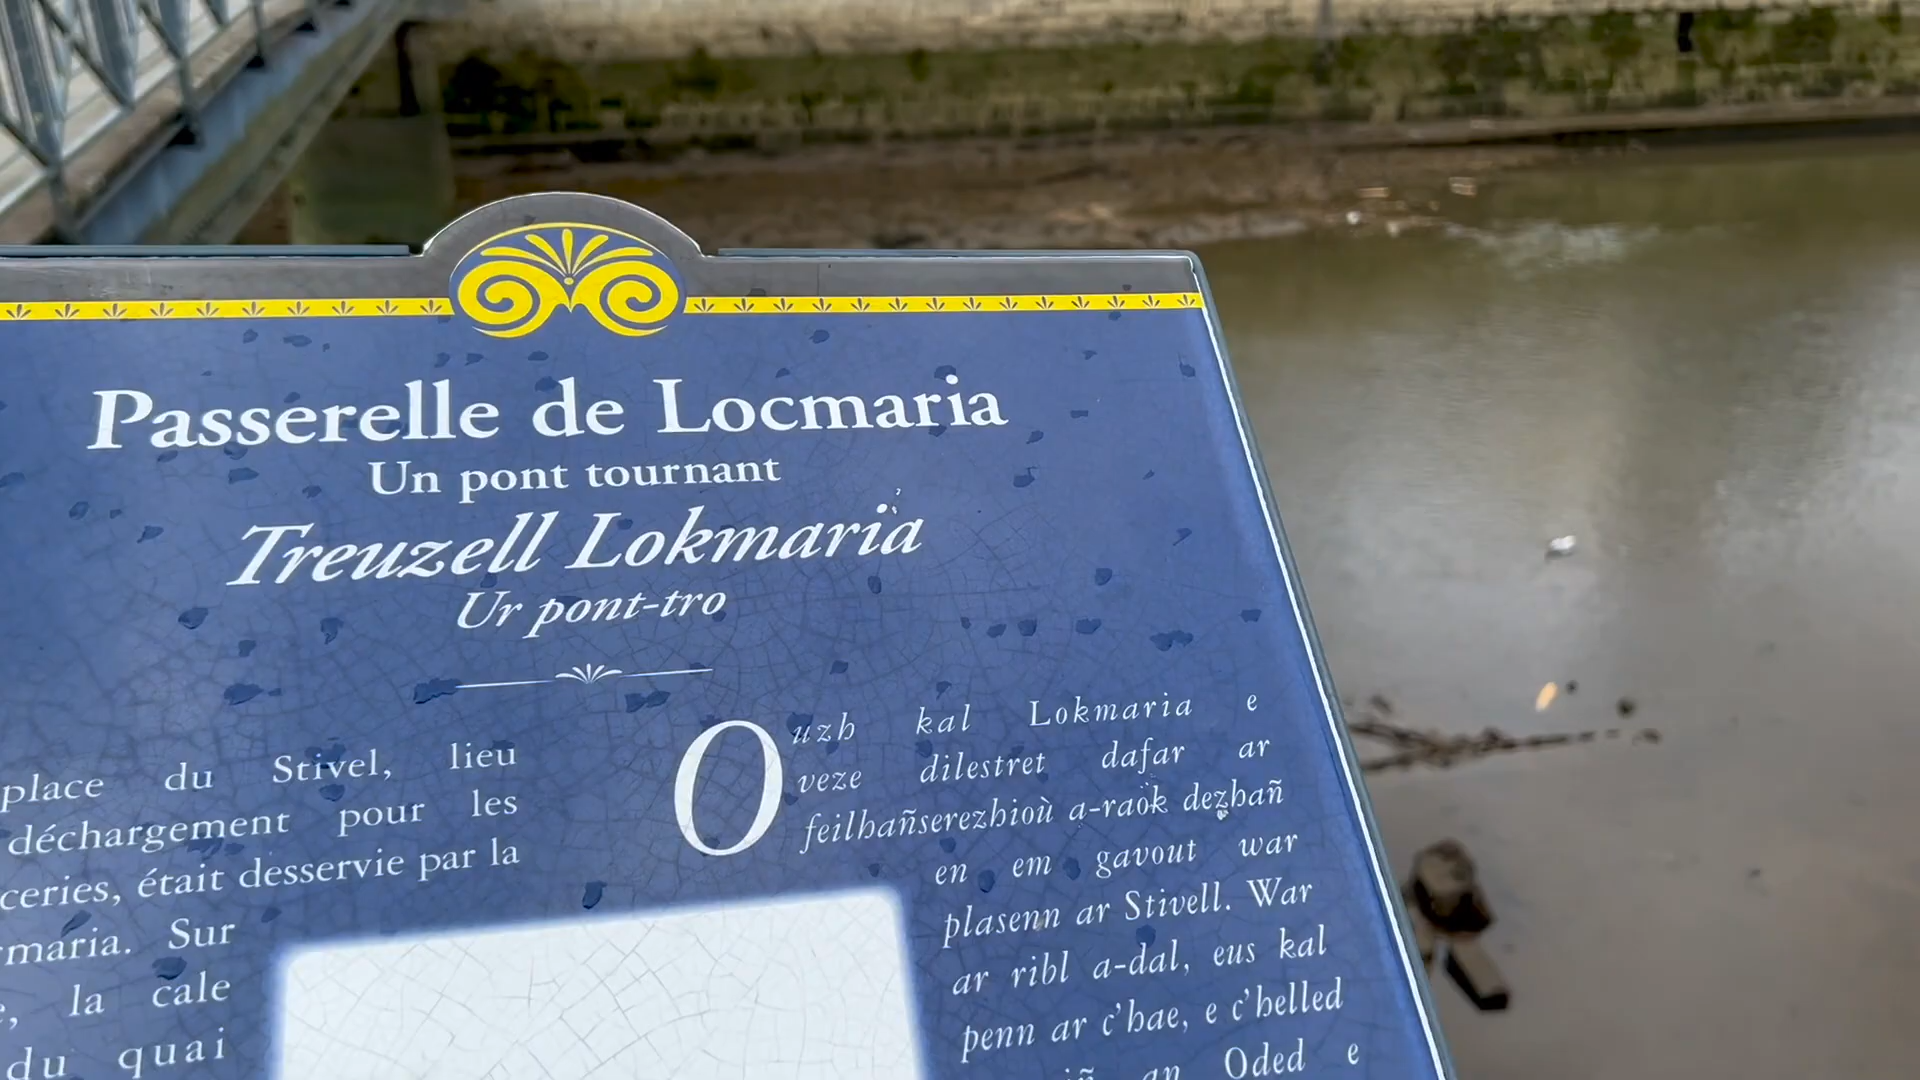 Passerelle de Locmaria
Un pont tournant
Treuzell Lokmaria
Ur pont-tro
place du Stivel, lieu
déchargement pour les
ceries, était desservie par la
maria. Sur
la cale
du quai
Ouzh kal Lokmaria e
veze dilestret dafar ar
feilhañserezhioù a-raok dezhañ
en em gavout war
plasenn ar Stivell. War
ar ribl a-dal, eus kal
penn ar c'hae, e c'helled
an Oded e